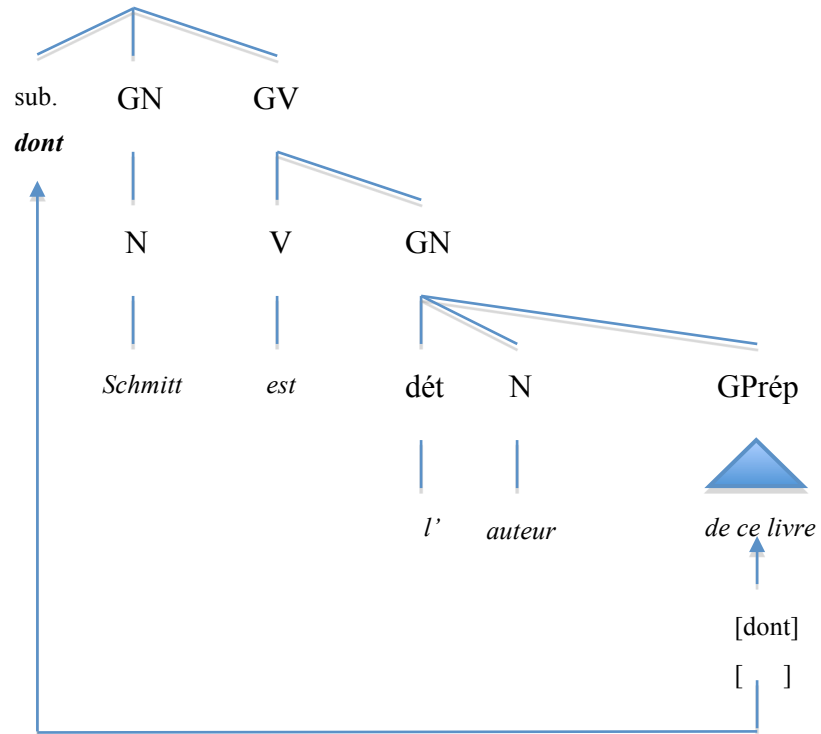 sub. GN GV
dont
N V GN
Schmitt est dét N GPrép
l’ auteur de ce livre
[dont]
[ ]